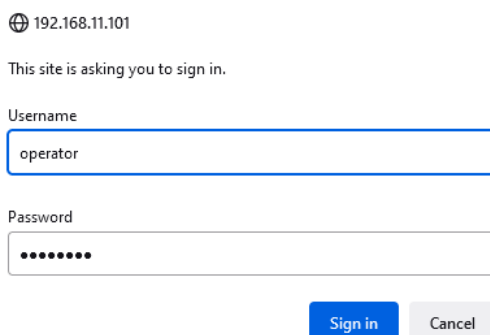 192.168.11.101
This site is asking you to sign in.
Username
operator
Password
●●●●●●●●
Sign in Cancel